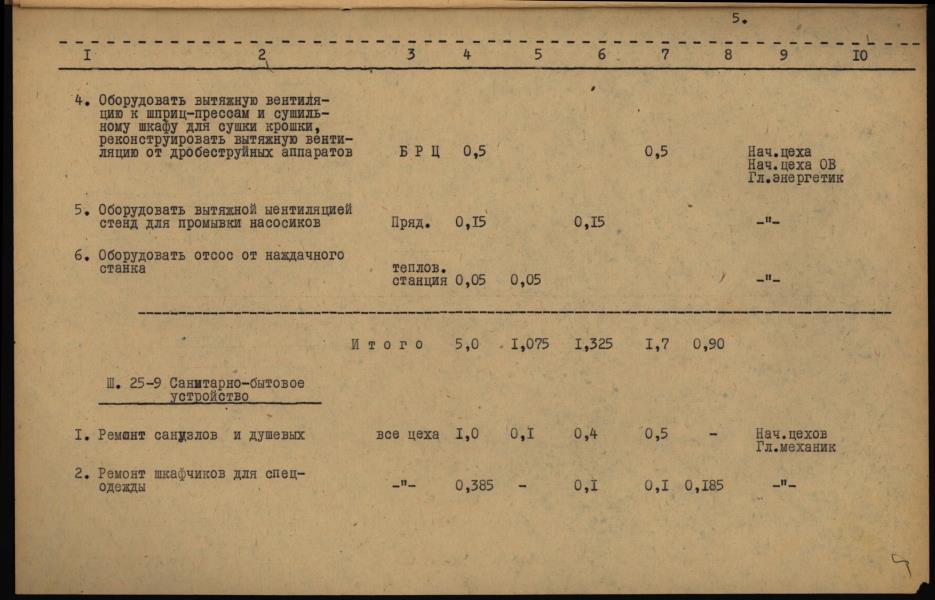 5.
I 2 3 4 5 6 7 8 9 10
4. Оборудовать вытяжную вентиля-
цию к шприц-прессам и сушиль-
ному шкафу для сушки крошки,
реконструировать вытяжную венти-
ляцию от дробеструйных аппаратов Б Р Ц 0,5 0,5 Нач.цеха
Нач.цеха ОВ
Гл.энергетик
5. Оборудовать вытяжной ыентиляцией
стенд для промывки насосиков Пряд. 0,I5 0,I5 -"-
6. Оборудовать отсос от наждачного
станка теплов.
станция 0,05 0,05 -"-
И т о г о 5,0 I,075 I,325 I,7 0,90
Ш. 25-9 Санитарно-бытовое
устройство
I. Ремонт санузлов и душевых все цеха I,0 0,I 0,4 0,5 - Нач.цехов
Гл.механик
2. Ремонт шкафчиков для спец-
одежды -"- 0,385 - 0,I 0,I 0,I85 -"-